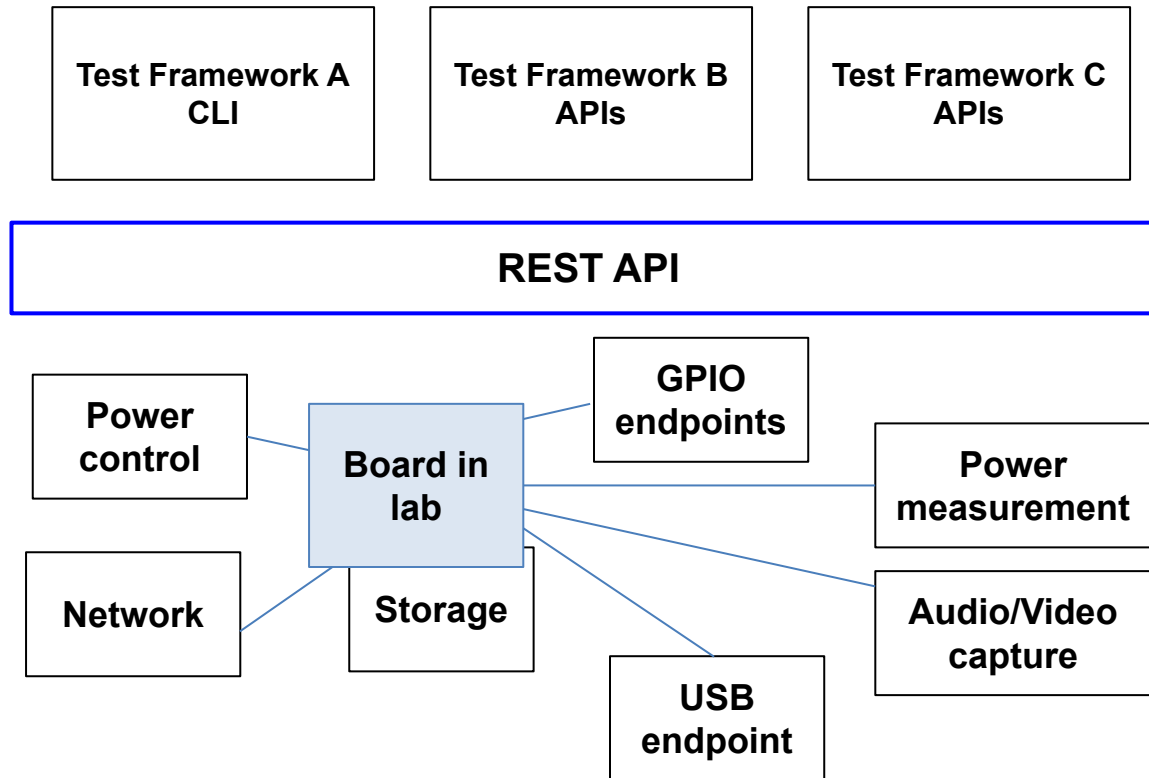 Test Framework A
CLI
Test Framework B
APIs
Test Framework C
APIs
REST API
GPIO
endpoints
Power
control
Board in
lab
Power
measurement
Network
Storage
Audio/Video
capture
USB
endpoint